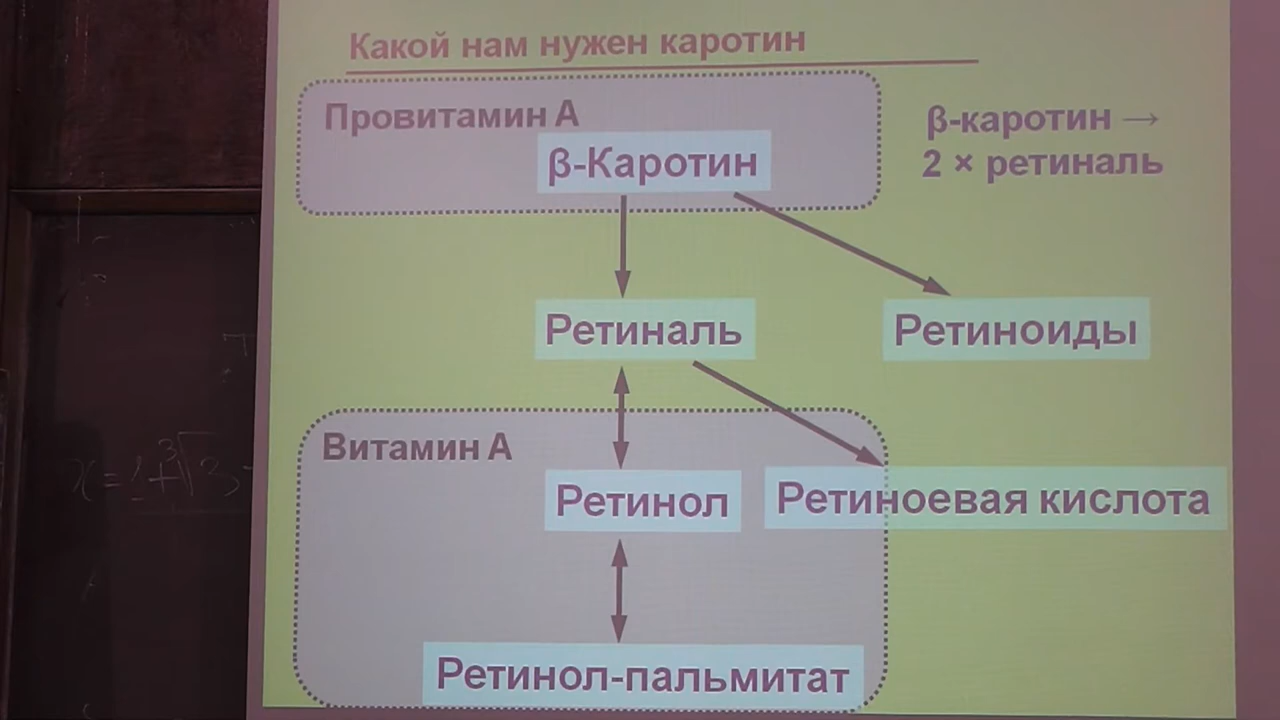 Какой нам нужен каротин
Провитамин А
β-Каротин
β-каротин →
2 × ретиналь
Ретиналь
Ретиноиды
Витамин А
Ретинол
Ретиноевая кислота
Ретинол-пальмитат